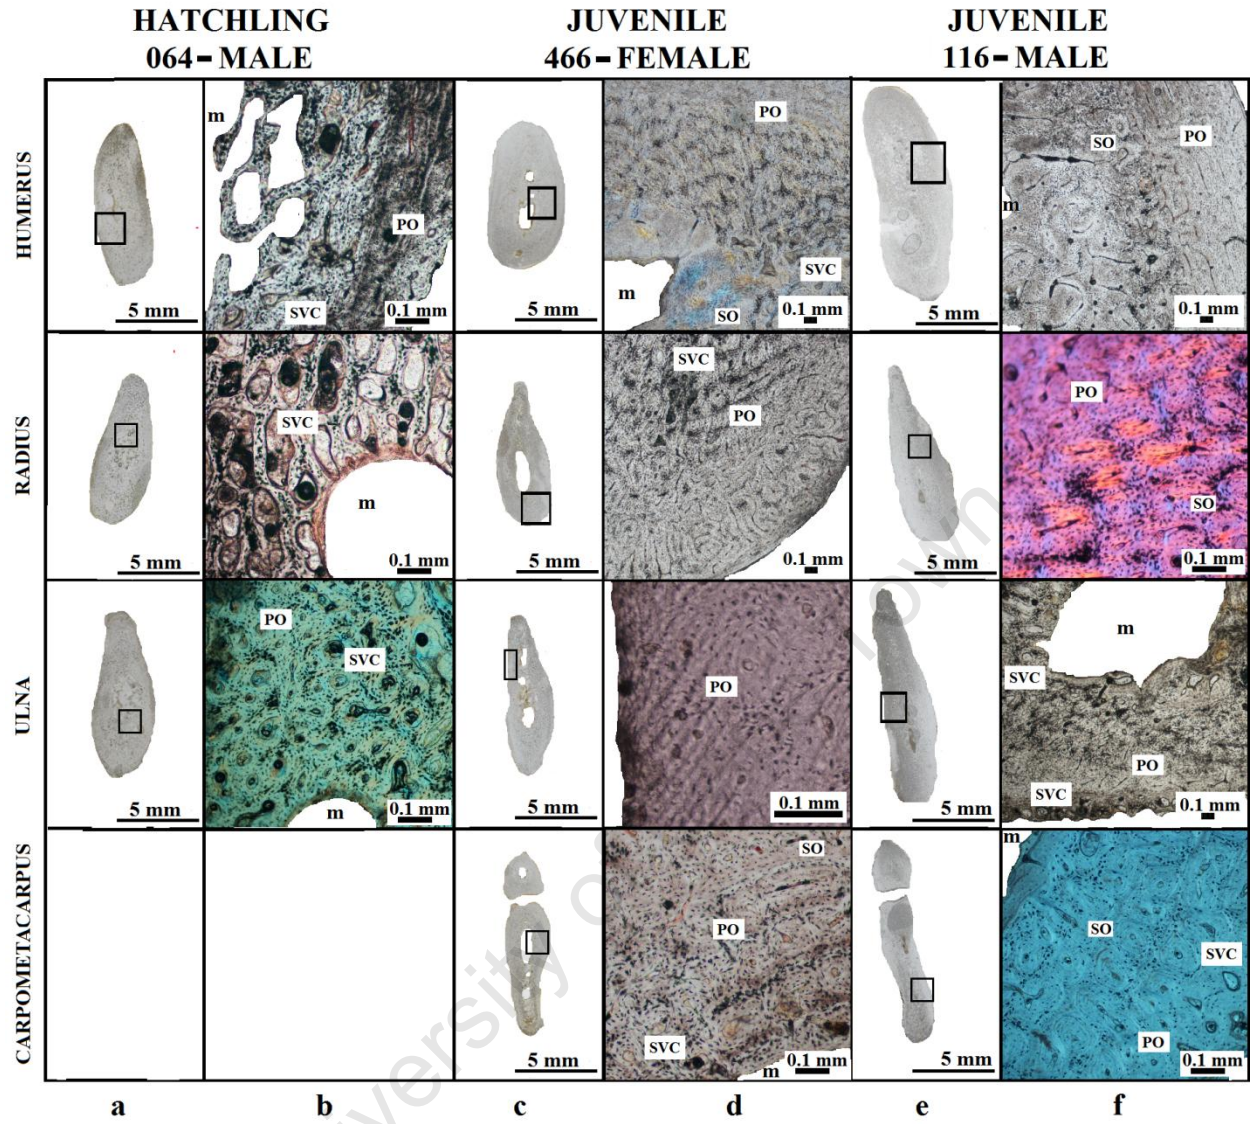 HATCHLING JUVENILE JUVENILE
064-MALE 466-FEMALE 116-MALE
HUMERUS
m
PO
SVC
0.1 mm
5 mm
PO
SVC
m
SO
0.1 mm
5 mm
SO
PO
m
0.1 mm
5 mm
RADIUS
SVC
m
0.1 mm
5 mm
SVC
PO
0.1 mm
5 mm
PO
SO
0.1 mm
5 mm
ULNA
PO
SVC
m
0.1 mm
5 mm
PO
0.1 mm
5 mm
m
SVC
PO
SVC
0.1 mm
5 mm
CARPOMETACARPUS
SO
PO
SVC
m
0.1 mm
5 mm
m
SO
SVC
PO
0.1 mm
5 mm
a b c d e f